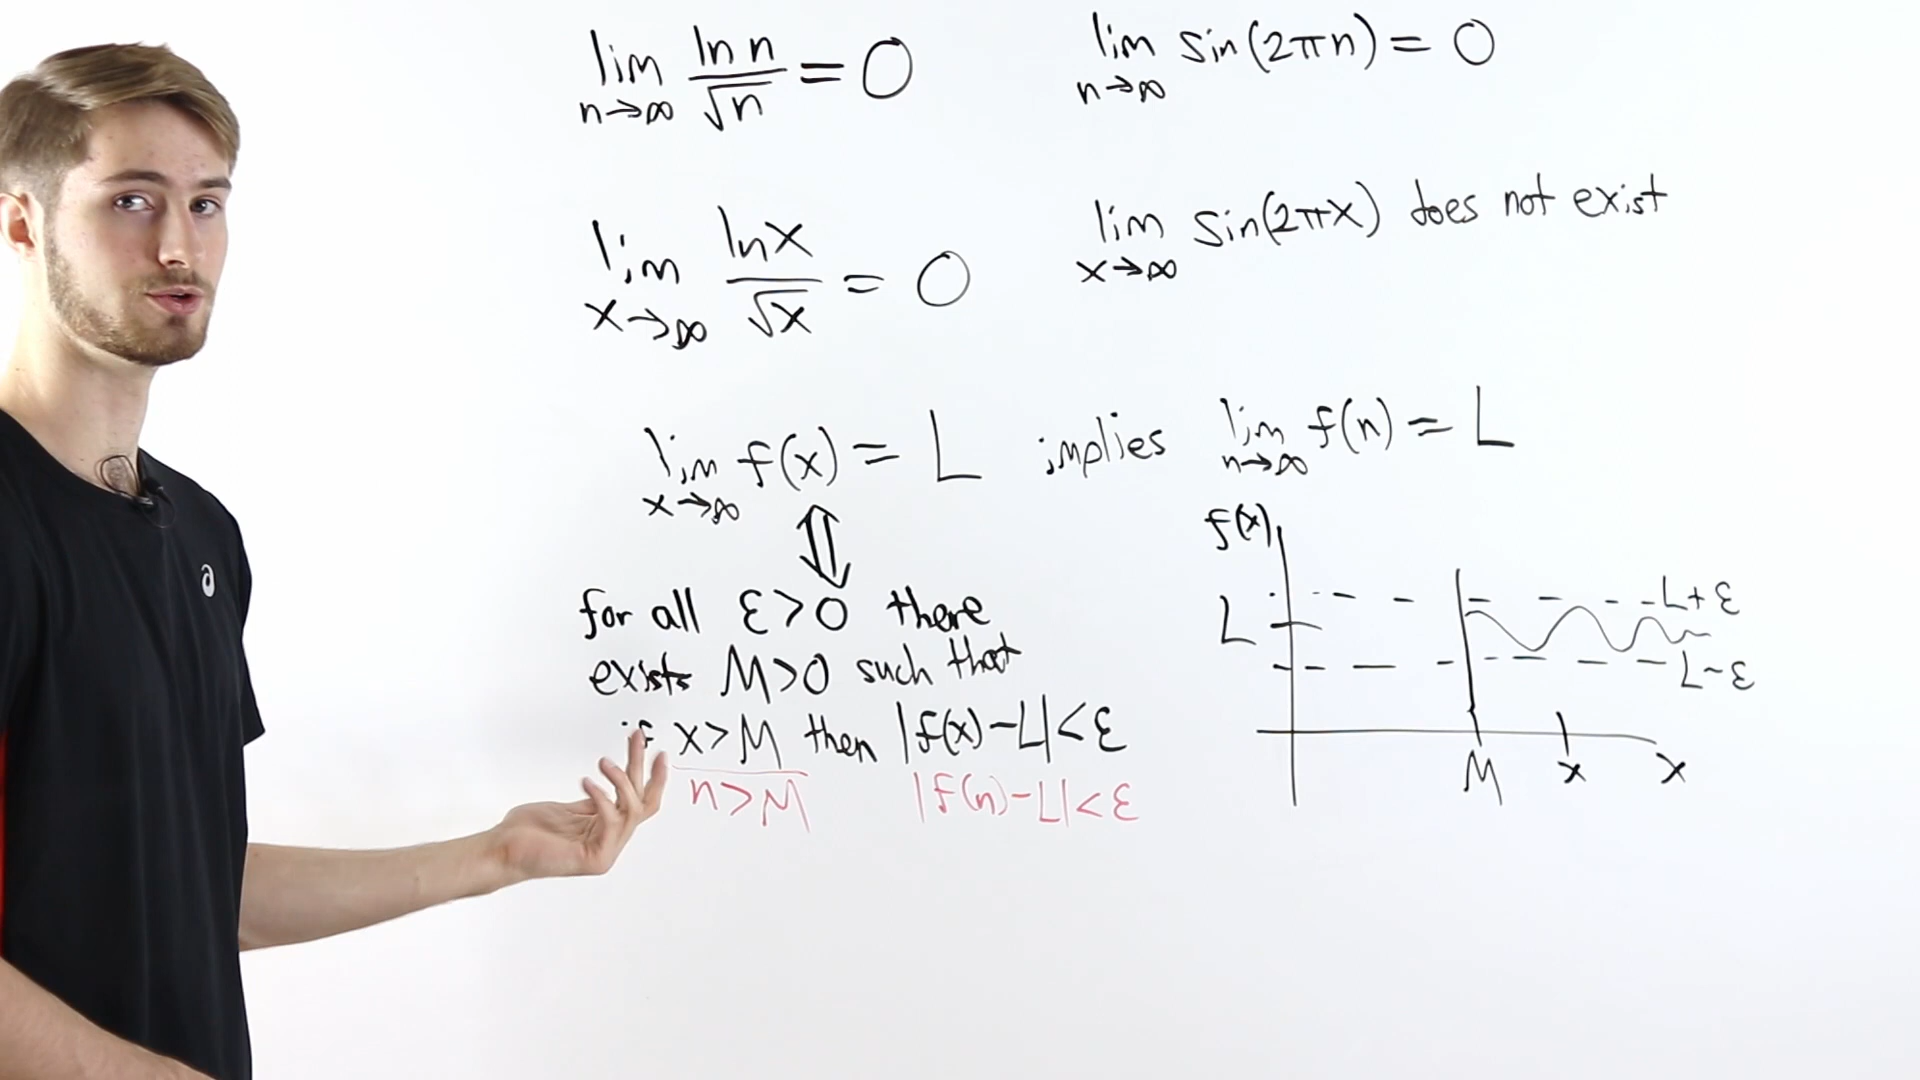 lim n→∞ ln n / √n = 0
lim n→∞ sin(2πn) = 0
lim x→∞ ln x / √x = 0
lim x→∞ sin(2πx) does not exist
lim x→∞ f(x) = L implies lim n→∞ f(n) = L
⇕
for all ε>0 there
exists M>0 such that
if x>M then |f(x)-L|<ε
n>M |f(n)-L|<ε
f(x)
L+ε
L
L-ε
M x x